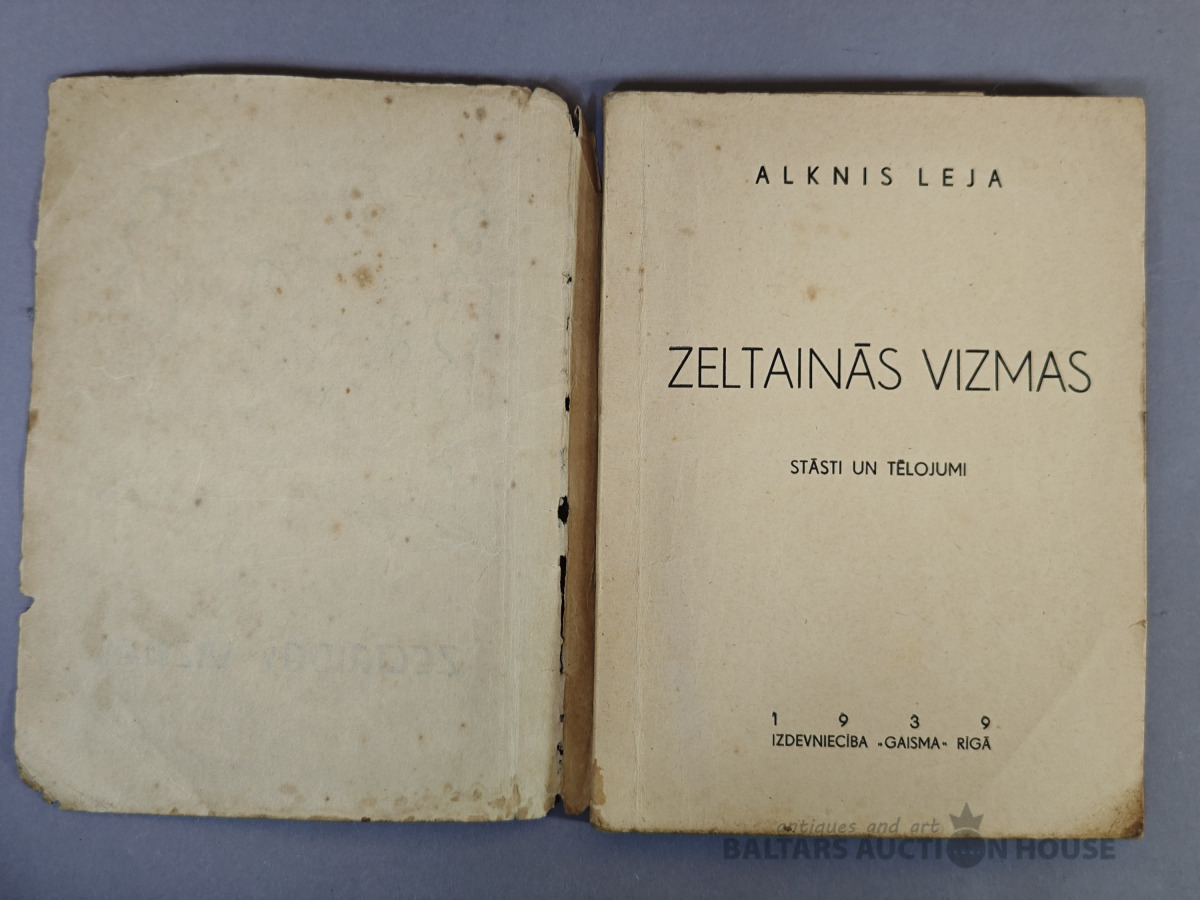 ALKNIS LEJA
ZELTAINĀS VIZMAS
STĀSTI UN TĒLOJUMI
1 9 3 9
IZDEVNIECĪBA „GAISMA“ RĪGĀ
antiques and art
BALTARS AUCTION HOUSE